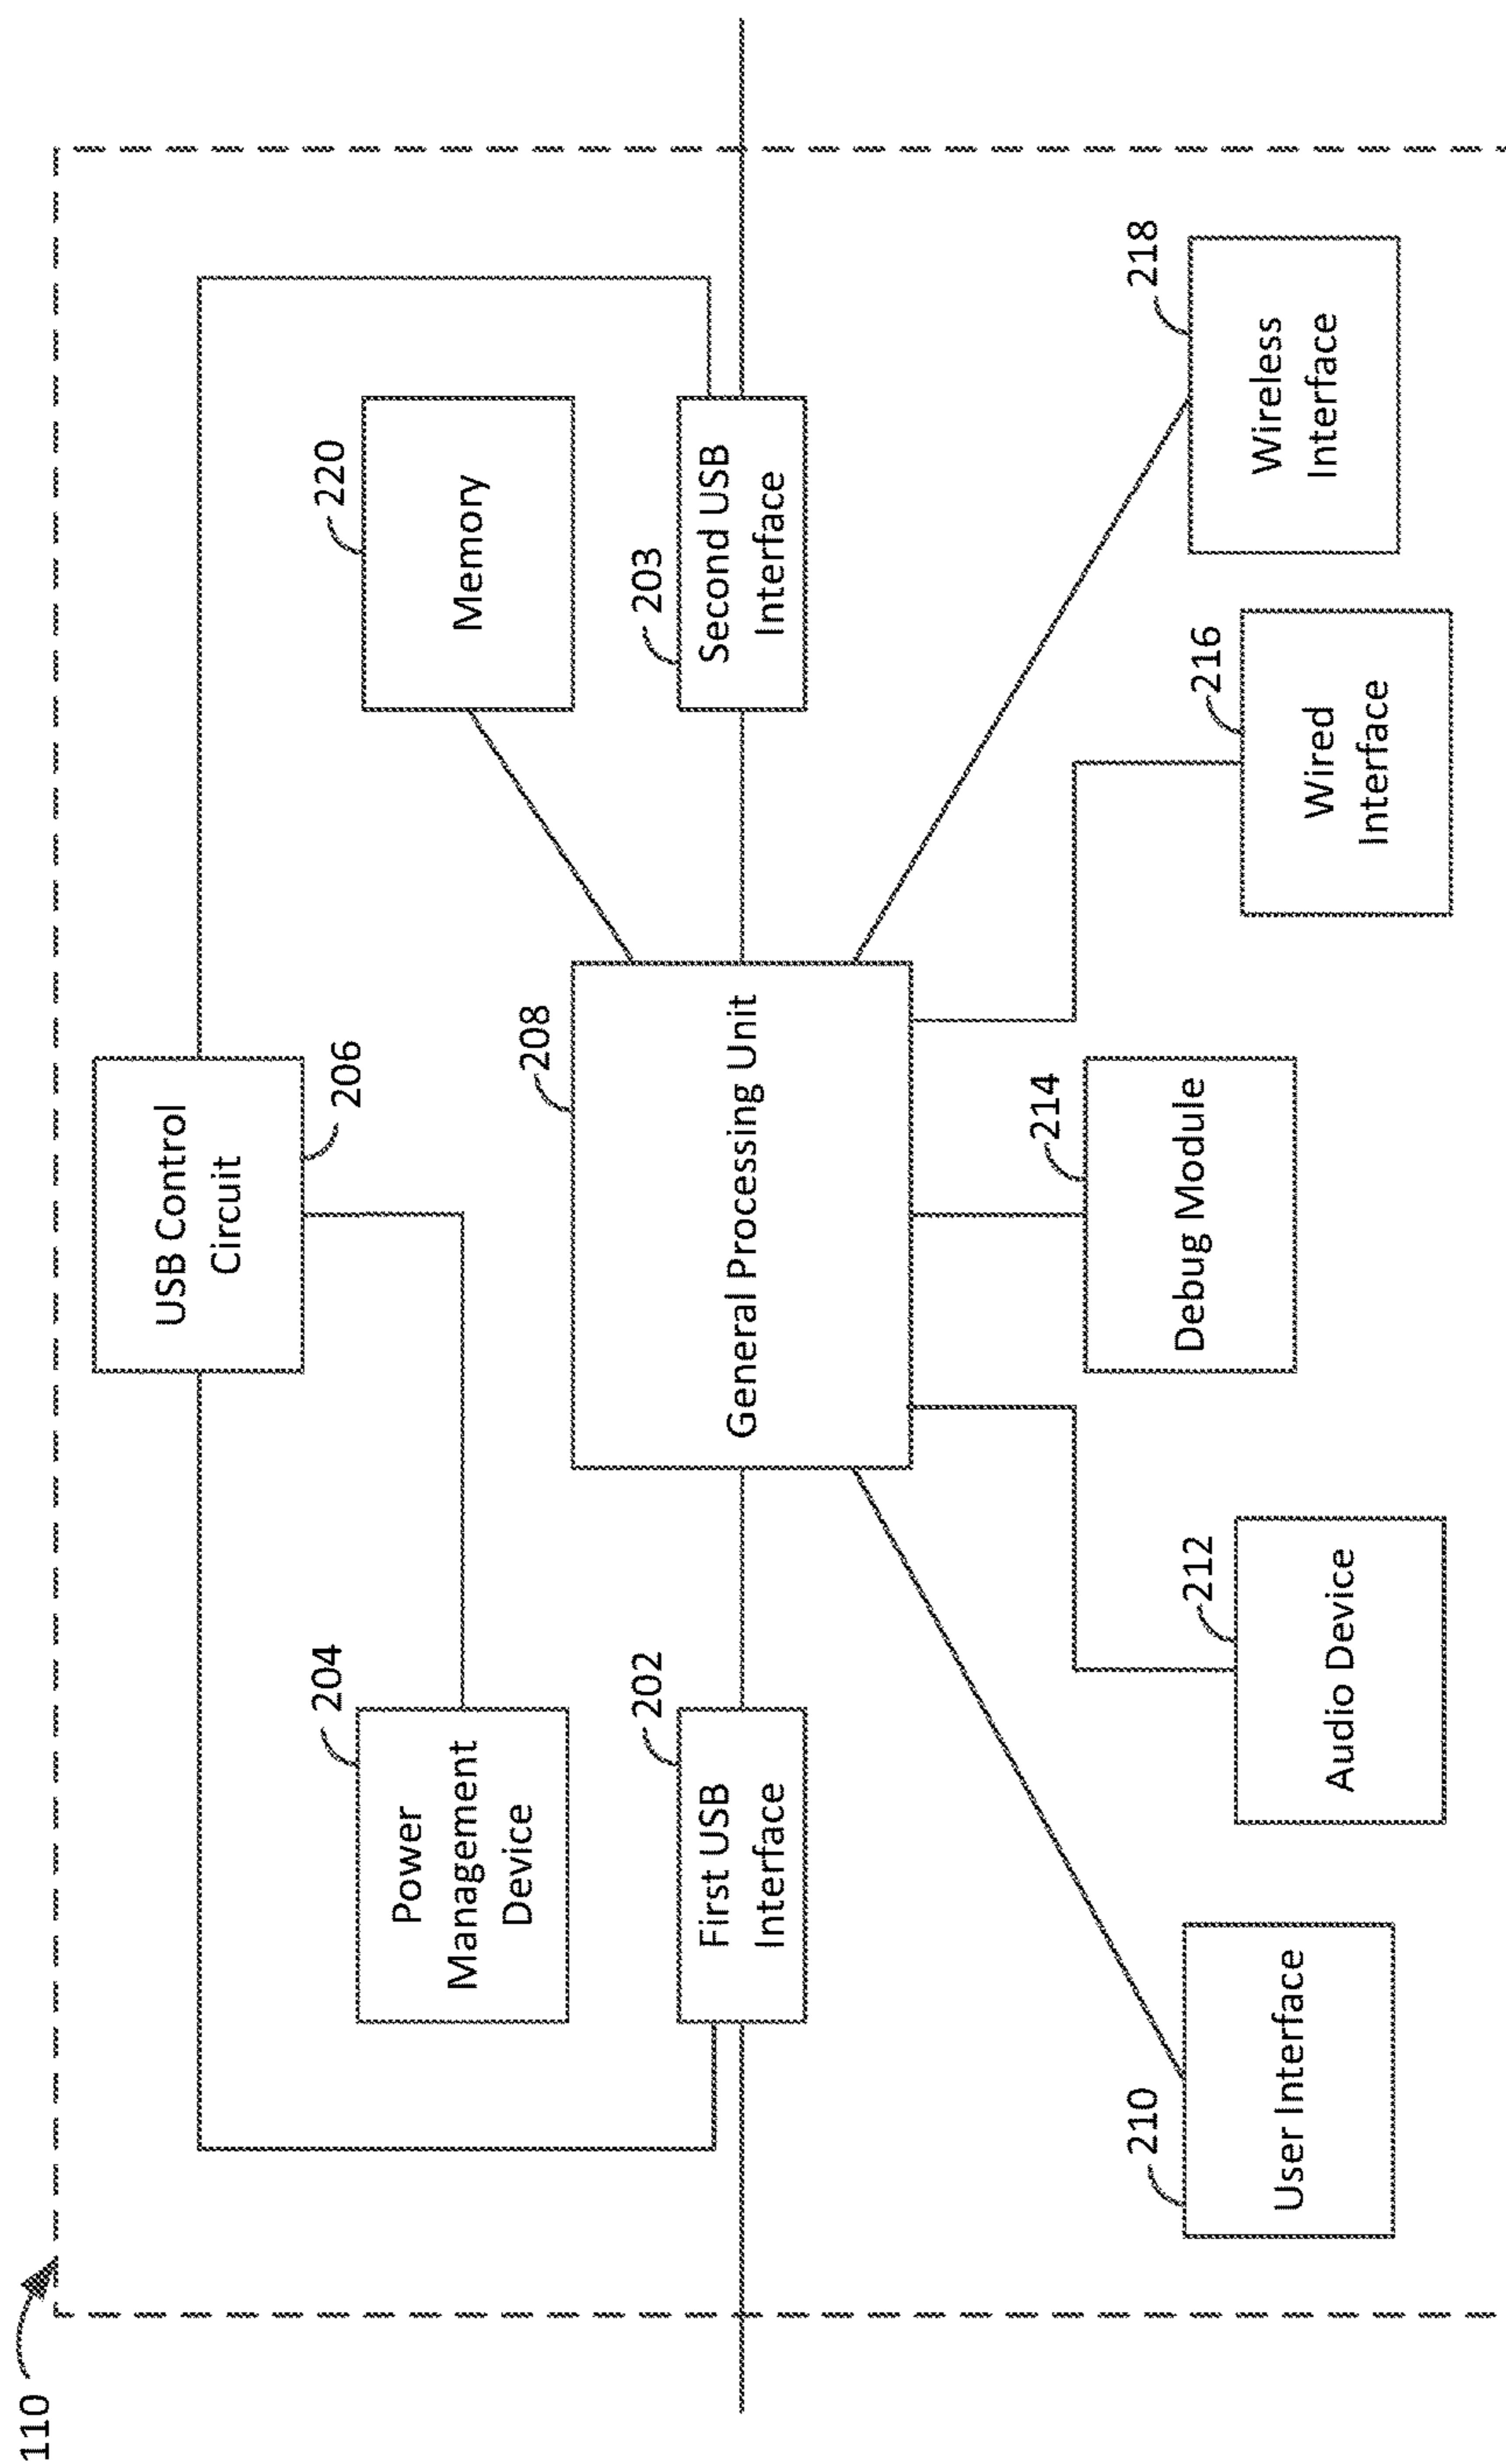 110
USB Control
Circuit
206
204
Power
Management
Device
220
Memory
208
General Processing Unit
202
First USB
Interface
203
Second USB
Interface
210
User Interface
212
Audio Device
214
Debug Module
216
Wired
Interface
218
Wireless
Interface